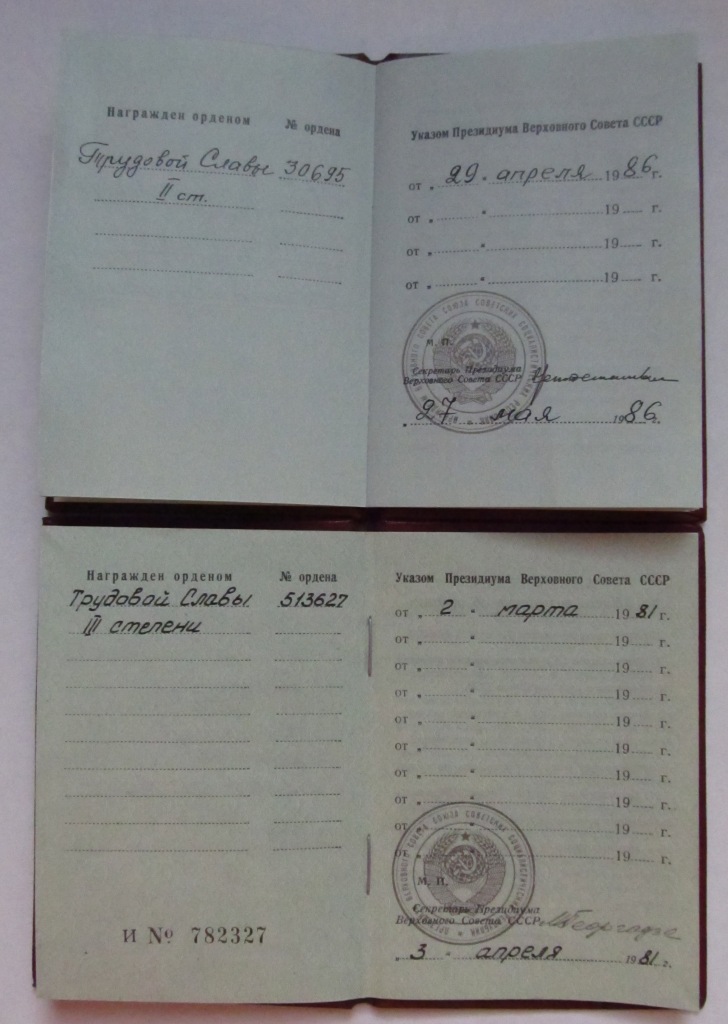 Награжден орденом № ордена
Трудовой Славы 30695
II ст.
Указом Президиума Верховного Совета СССР
от „ 29 “ апреля 1986 г.
от „ “ 19 г.
от „ “ 19 г.
от „ “ 19 г.
М. П.
Секретарь Президиума
Верховного Совета СССР
„ 27 мая 1986 г.
Награжден орденом № ордена
Трудовой Славы 513627
III степени
И № 782327
Указом Президиума Верховного Совета СССР
от „ 2 “ марта 1981 г.
от „ “ 19 г.
от „ “ 19 г.
от „ “ 19 г.
от „ “ 19 г.
от „ “ 19 г.
от „ “ 19 г.
от „ “ 19 г.
от „ “ 19 г.
от „ “ 19 г.
М. П.
Секретарь Президиума
Верховного Совета СССР
„ 3 “ апреля 1981 г.